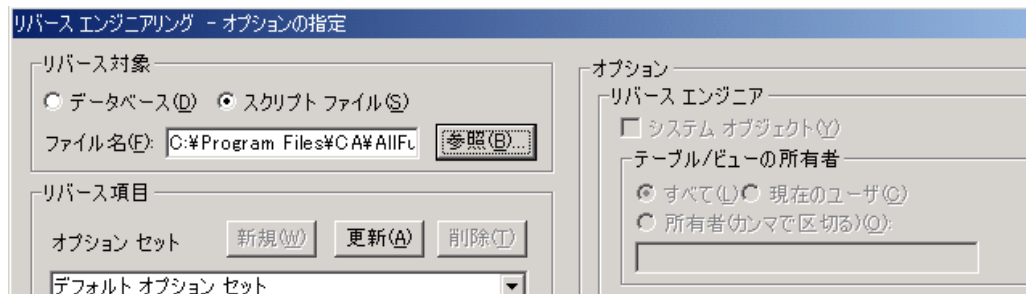 リバース エンジニアリング - オプションの指定
リバース対象
データベース(D) スクリプト ファイル(S)
ファイル名(F): C:¥Program Files¥CA¥AllFu 参照(B)...
リバース項目
オプション セット 新規(W) 更新(A) 削除(T)
デフォルト オプション セット
オプション
リバース エンジニア
システム オブジェクト(Y)
テーブル/ビューの所有者
すべて(L) 現在のユーザ(C)
所有者(カンマで区切る)(O):